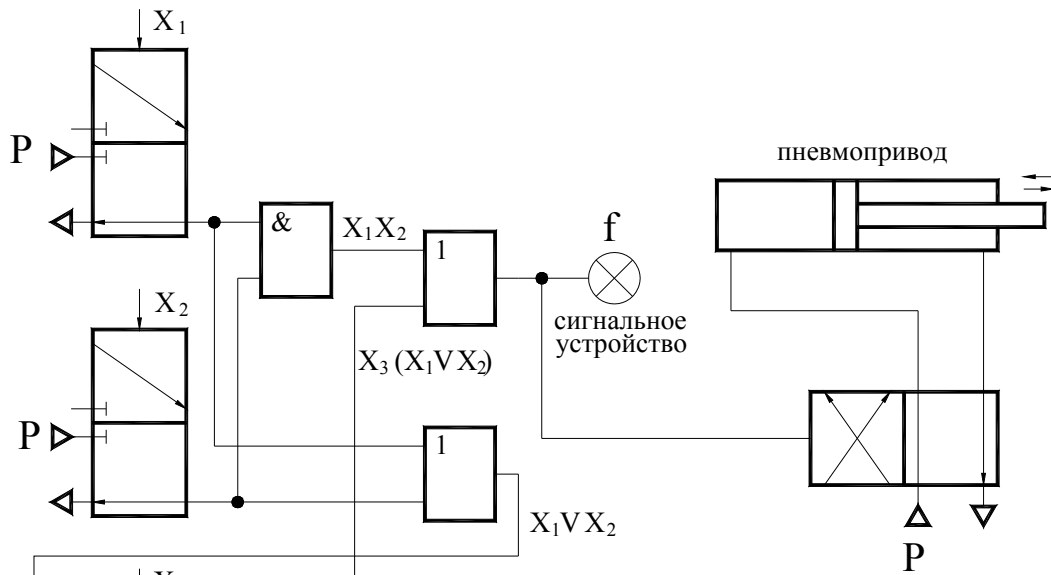 X1
P
пневмопривод
&
X1X2
1
f
сигнальное
устройство
X2
X3 (X1VX2)
P
1
X1VX2
P